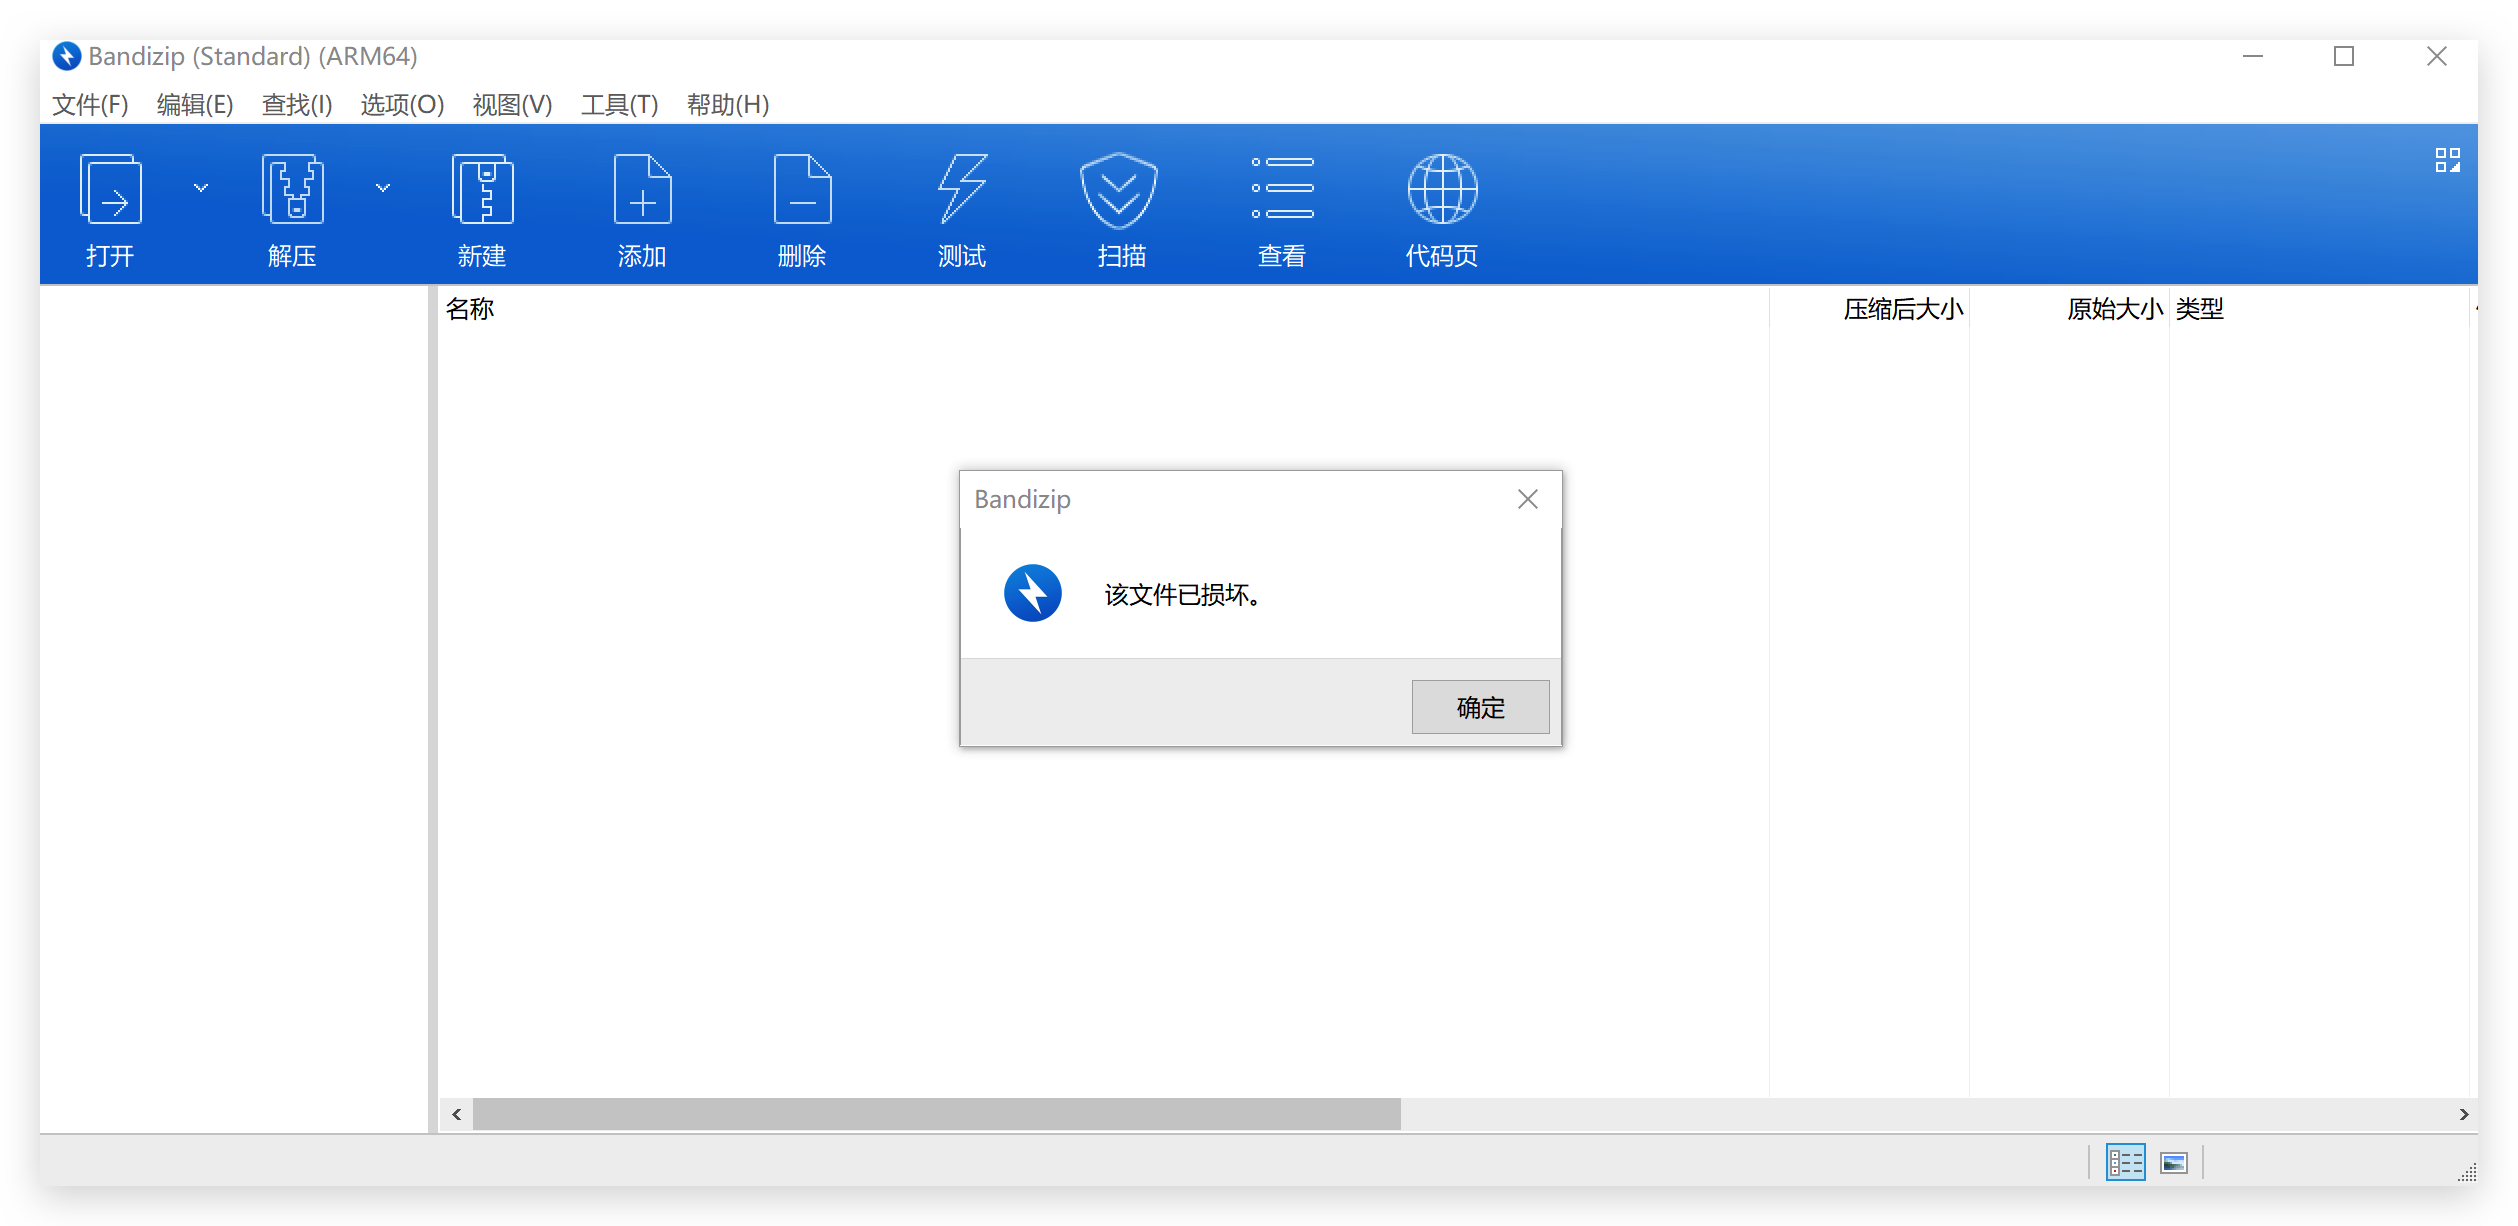 Bandizip (Standard) (ARM64)
文件(F) 编辑(E) 查找(I) 选项(O) 视图(V) 工具(T) 帮助(H)
打开 解压 新建 添加 删除 测试 扫描 查看 代码页
名称 压缩后大小 原始大小 类型
Bandizip
该文件已损坏。
确定